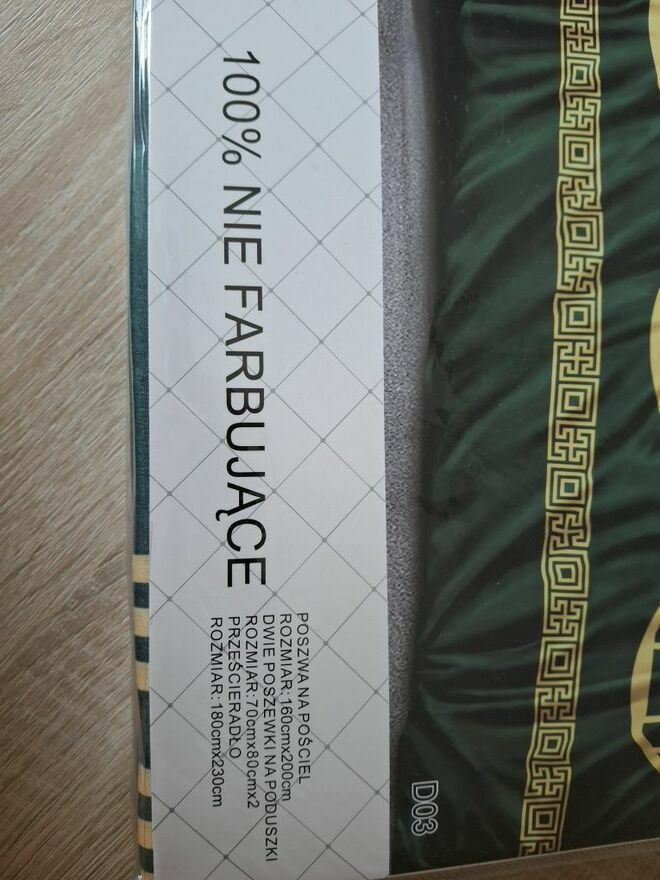 100% NIE FARBUJĄCE
POSZWA NA POŚCIEL
ROZMIAR: 160cmx200cm
DWIE POSZEWKI NA PODUSZKI
ROZMIAR: 70cmx80cmx2
PRZEŚCIERADŁO
ROZMIAR: 180cmx230cm
D03